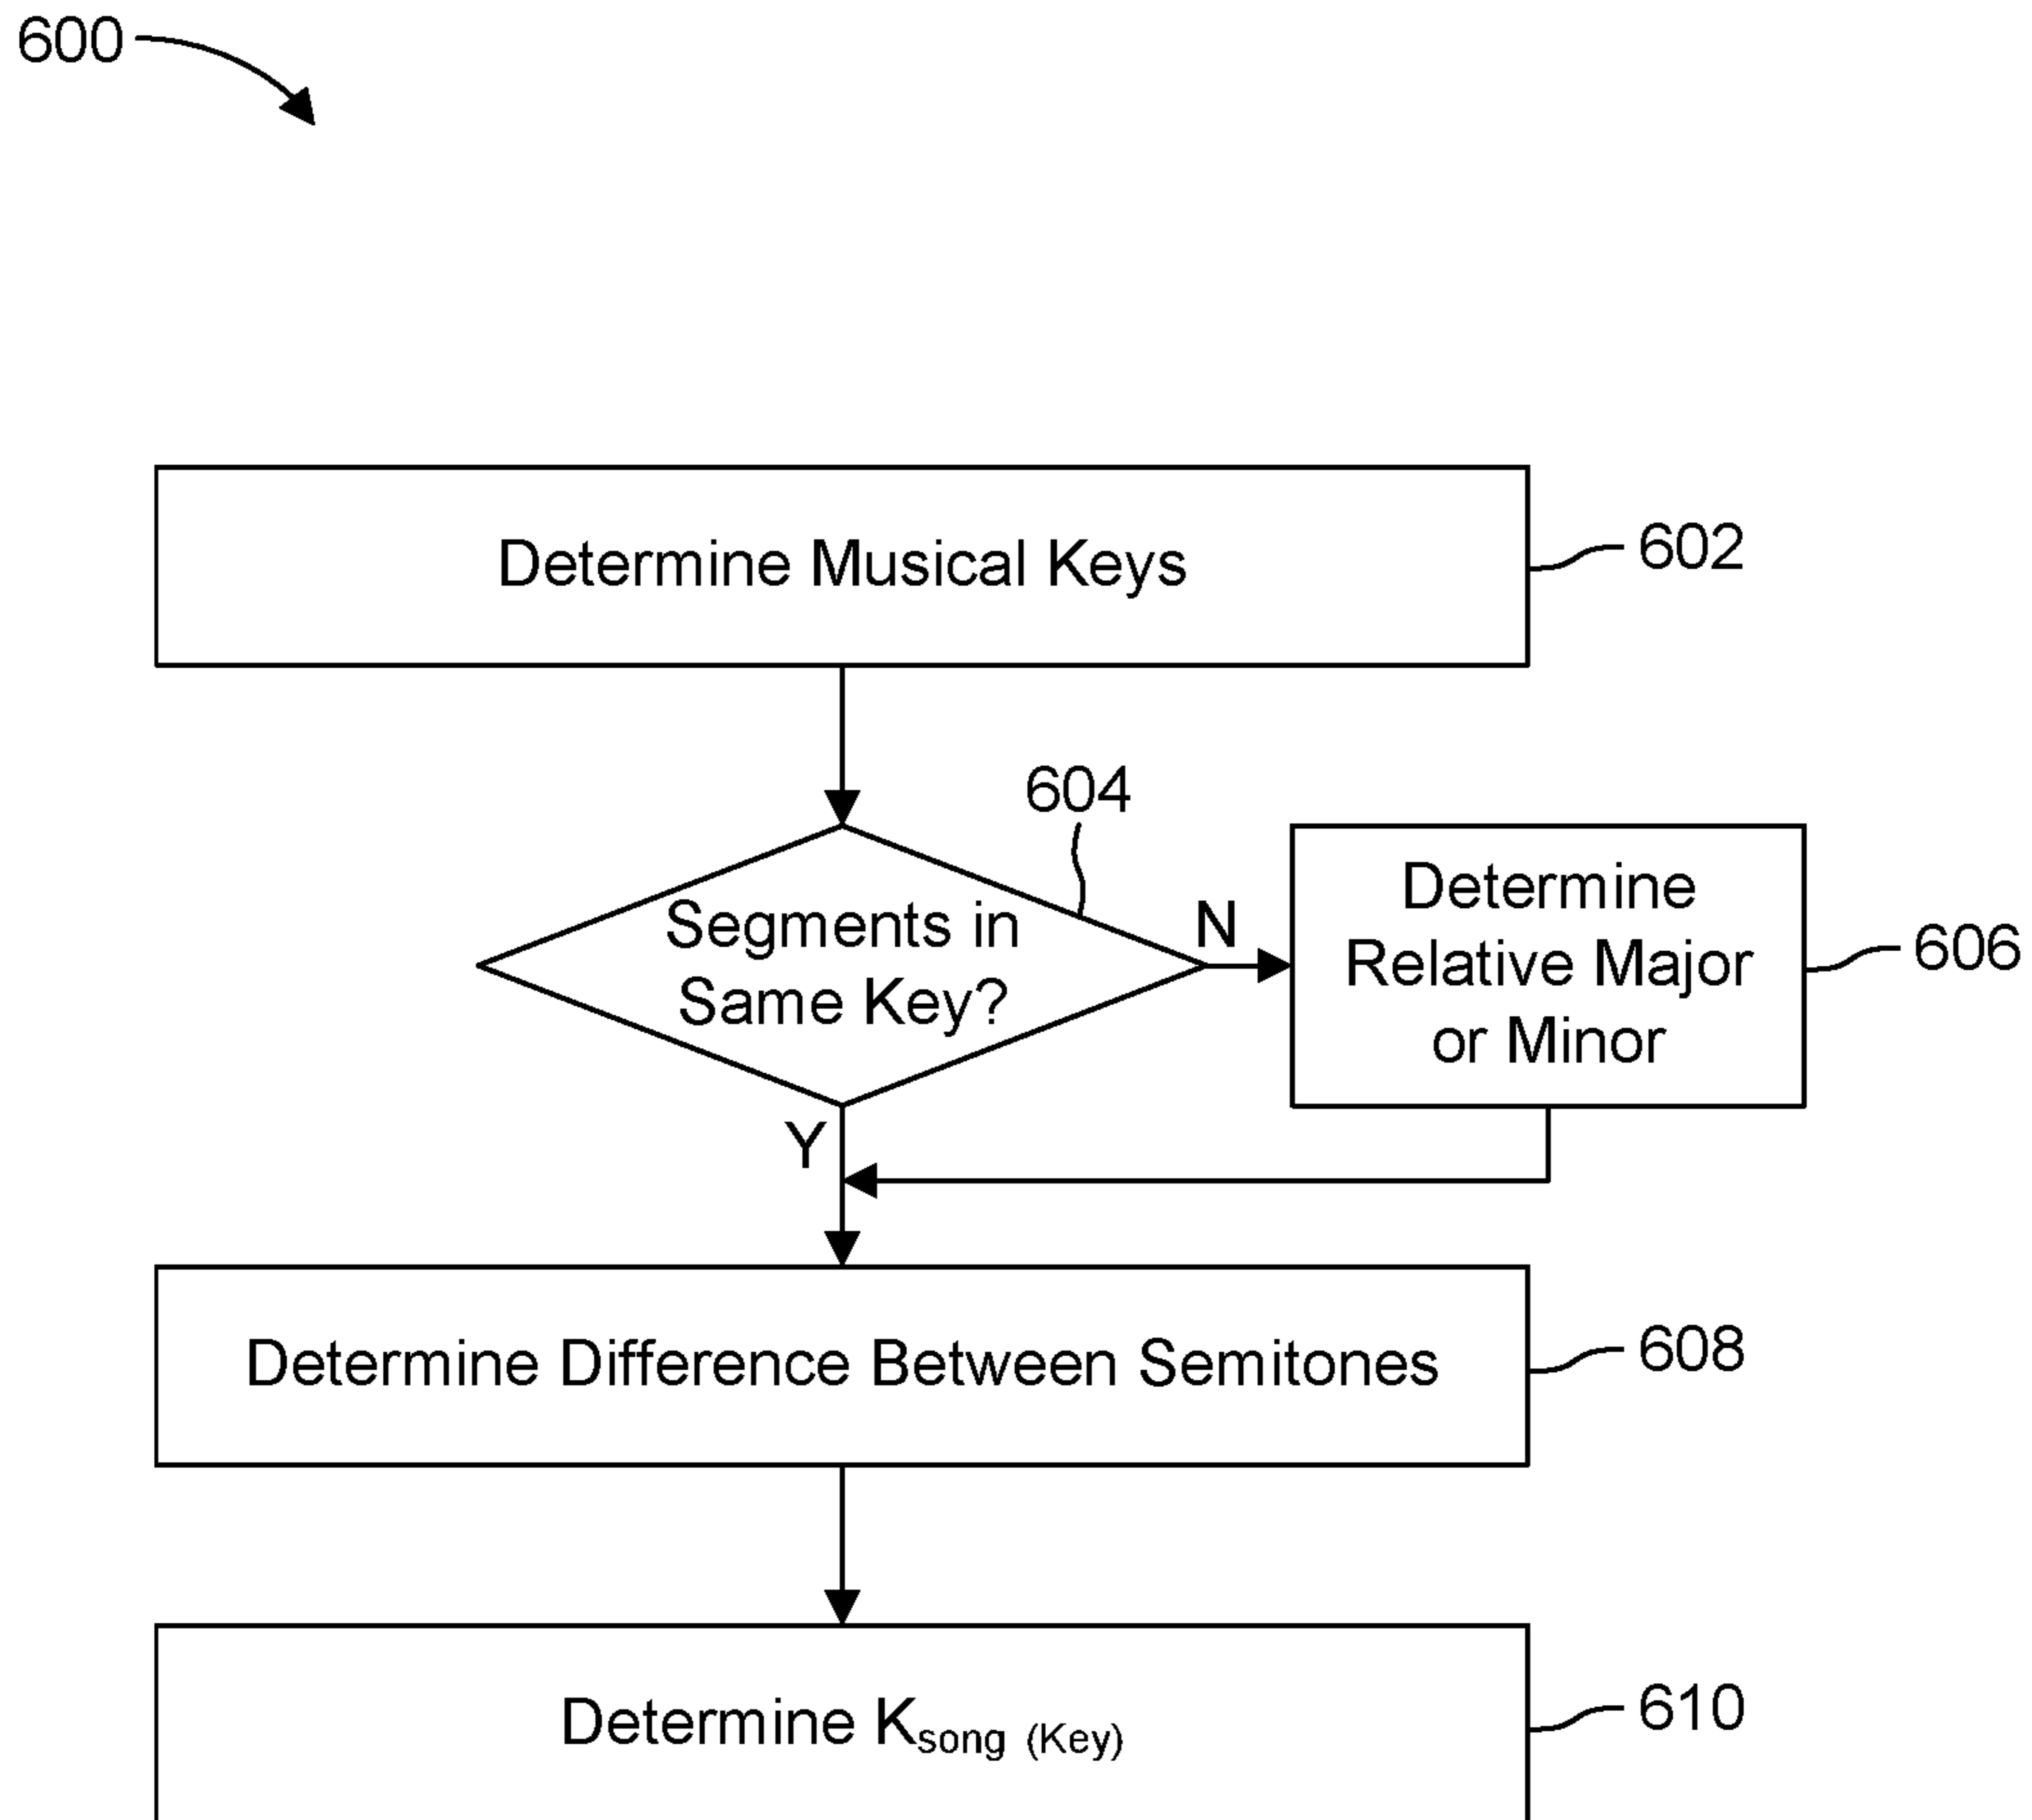 600
Determine Musical Keys
602
604
Segments in
Same Key?
N
Determine
Relative Major
or Minor
606
Y
Determine Difference Between Semitones
608
Determine Ksong (Key)
610